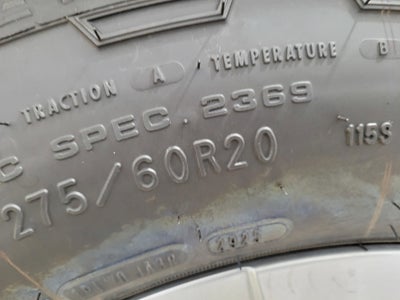 TRACTION A TEMPERATURE B
SPEC 2369
275/60R20 115S